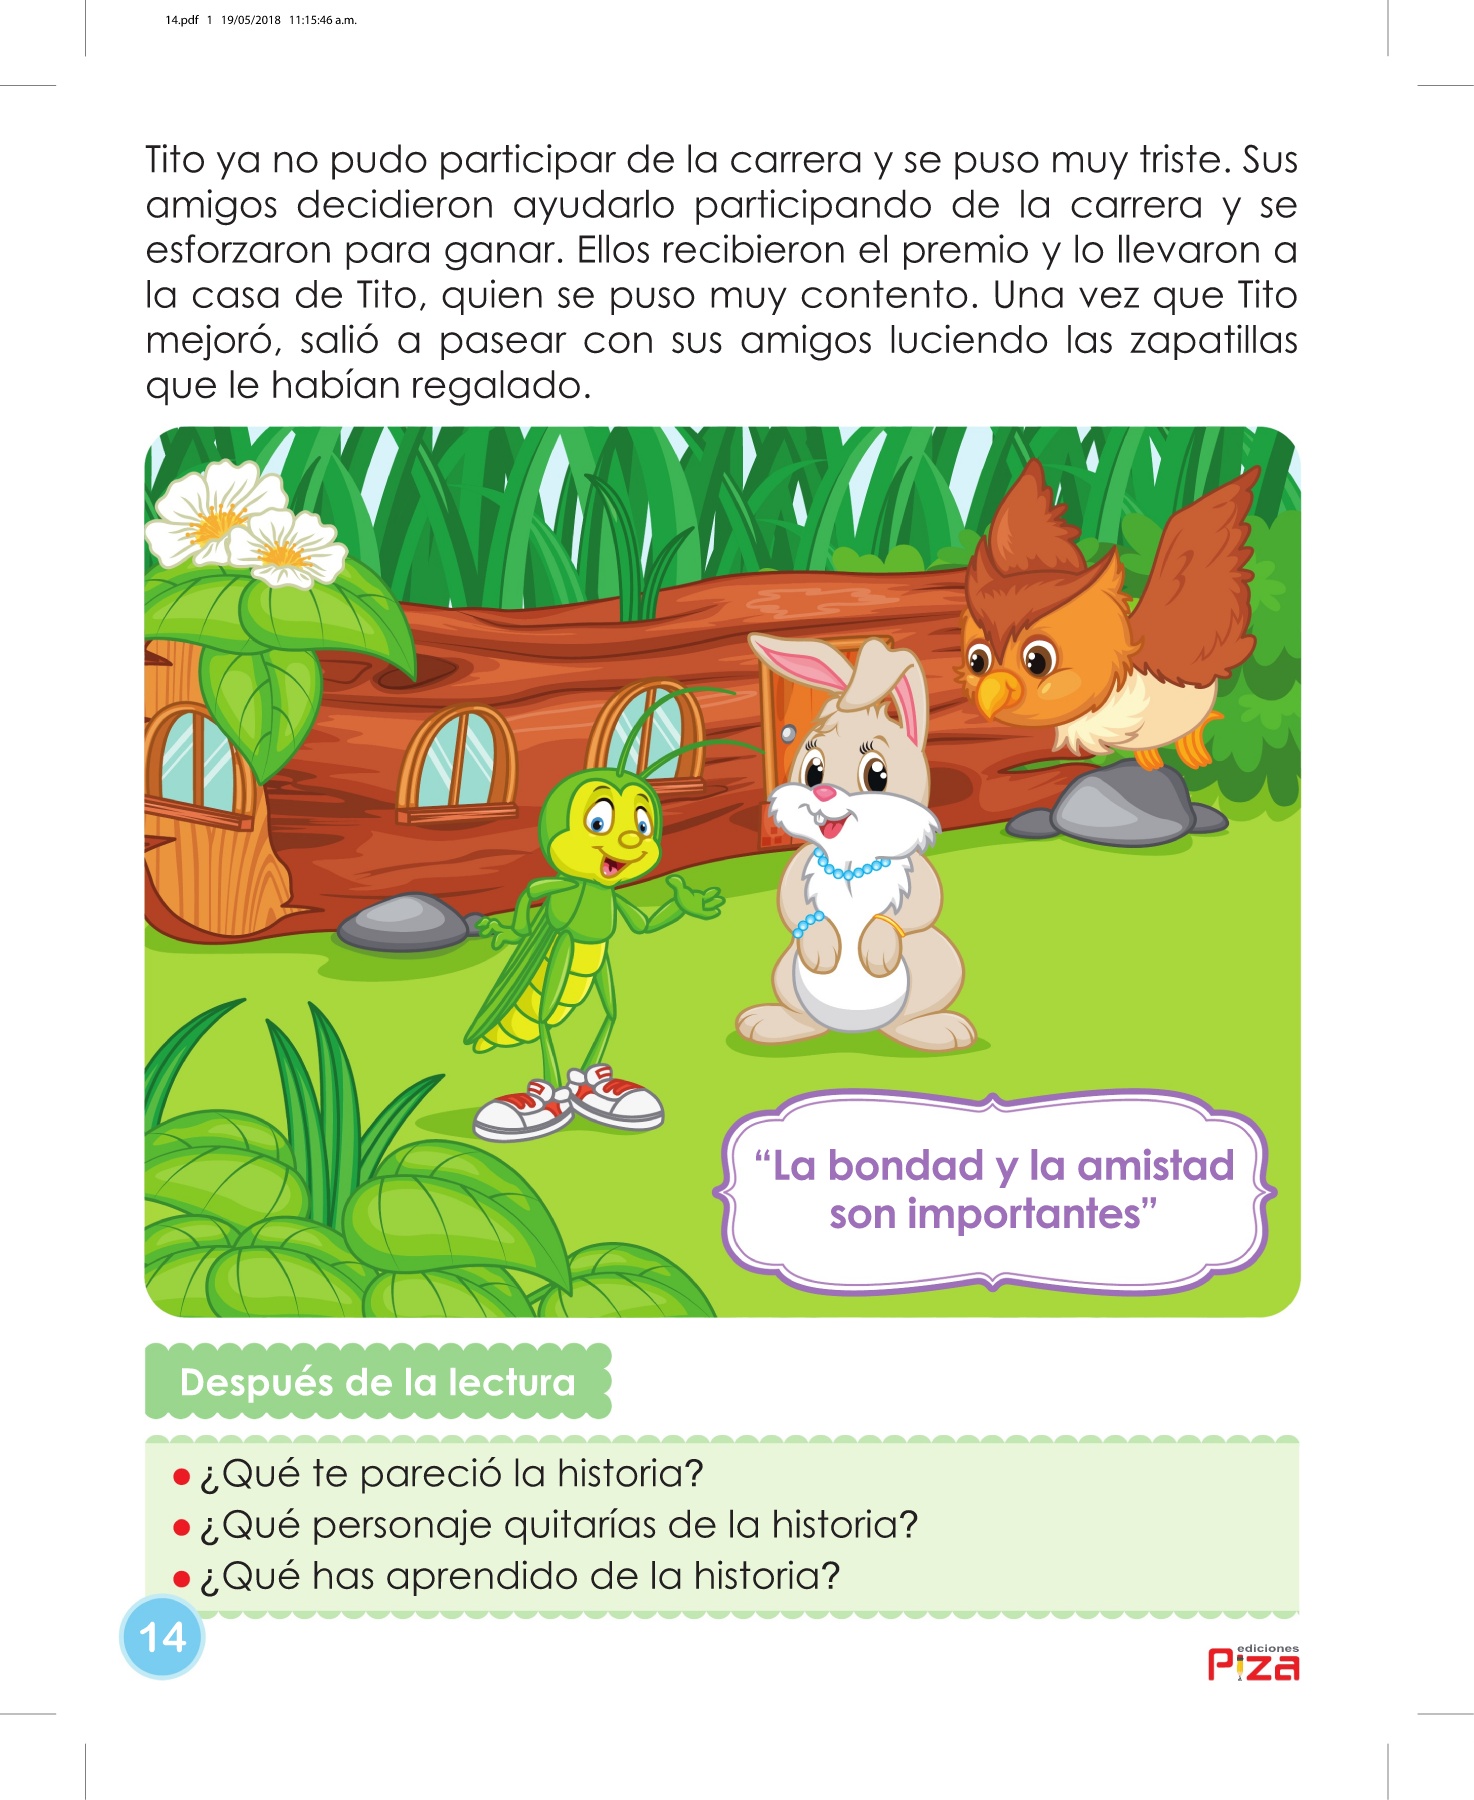 14.pdf 1 19/05/2018 11:15:46 a.m.
Tito ya no pudo participar de la carrera y se puso muy triste. Sus
amigos decidieron ayudarlo participando de la carrera y se
esforzaron para ganar. Ellos recibieron el premio y lo llevaron a
la casa de Tito, quien se puso muy contento. Una vez que Tito
mejoró, salió a pasear con sus amigos luciendo las zapatillas
que le habían regalado.
“La bondad y la amistad
son importantes”
Después de la lectura
• ¿Qué te pareció la historia?
• ¿Qué personaje quitarías de la historia?
• ¿Qué has aprendido de la historia?
14
ediciones
Piza